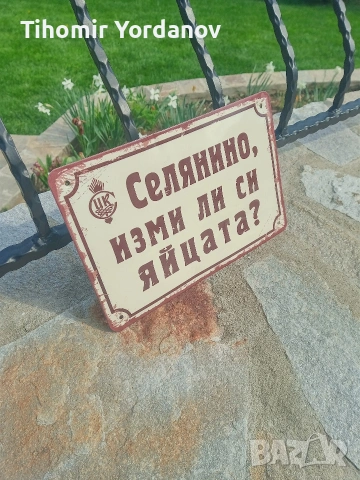 Tihomir Yordanov
ЦК
Селянино,
изми ли си
яйцата?
BAZAR